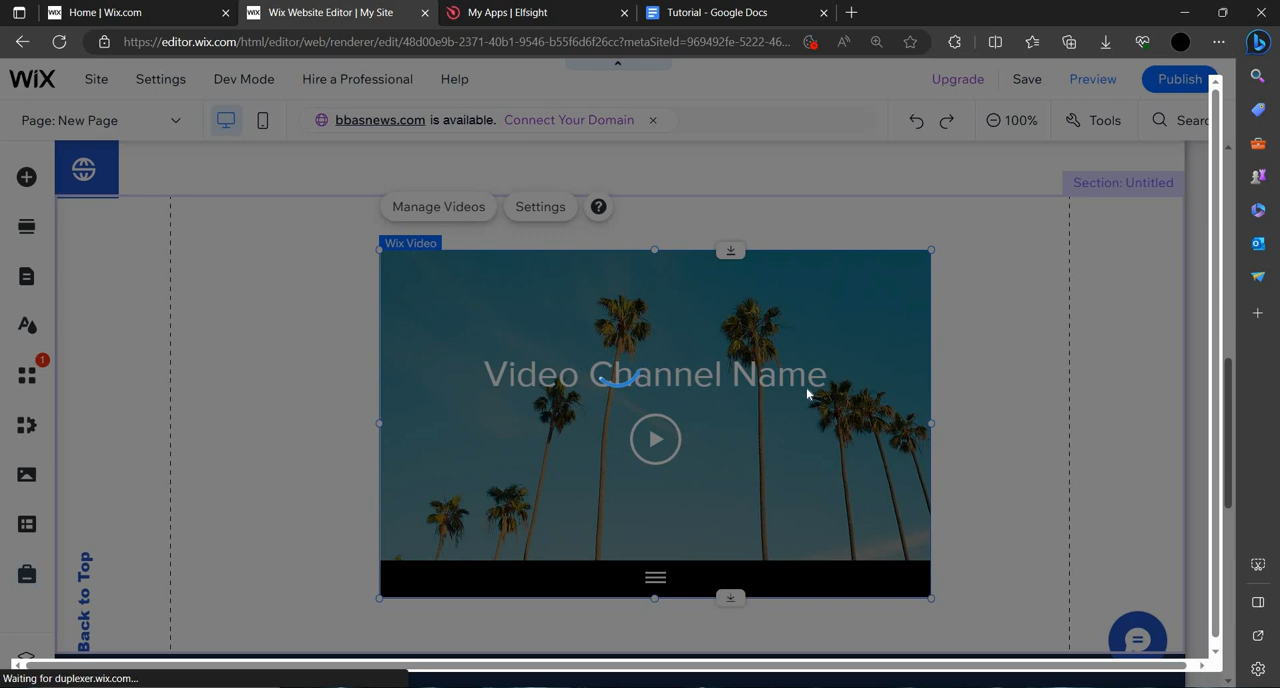 Home | Wix.com
Wix Website Editor | My Site
My Apps | Elfsight
Tutorial - Google Docs
https://editor.wix.com/html/editor/web/renderer/edit/48d00e9b-2371-40b1-9546-b55f6d6f26cc?metaSiteId=969492fe-5222-46...
WiX
Site
Settings
Dev Mode
Hire a Professional
Help
Upgrade
Save
Preview
Publish
Page: New Page
bbasnews.com is available. Connect Your Domain
100%
Tools
Searc
Section: Untitled
Manage Videos
Settings
?
Wix Video
1
Video Channel Name
Back to Top
Waiting for duplexer.wix.com...